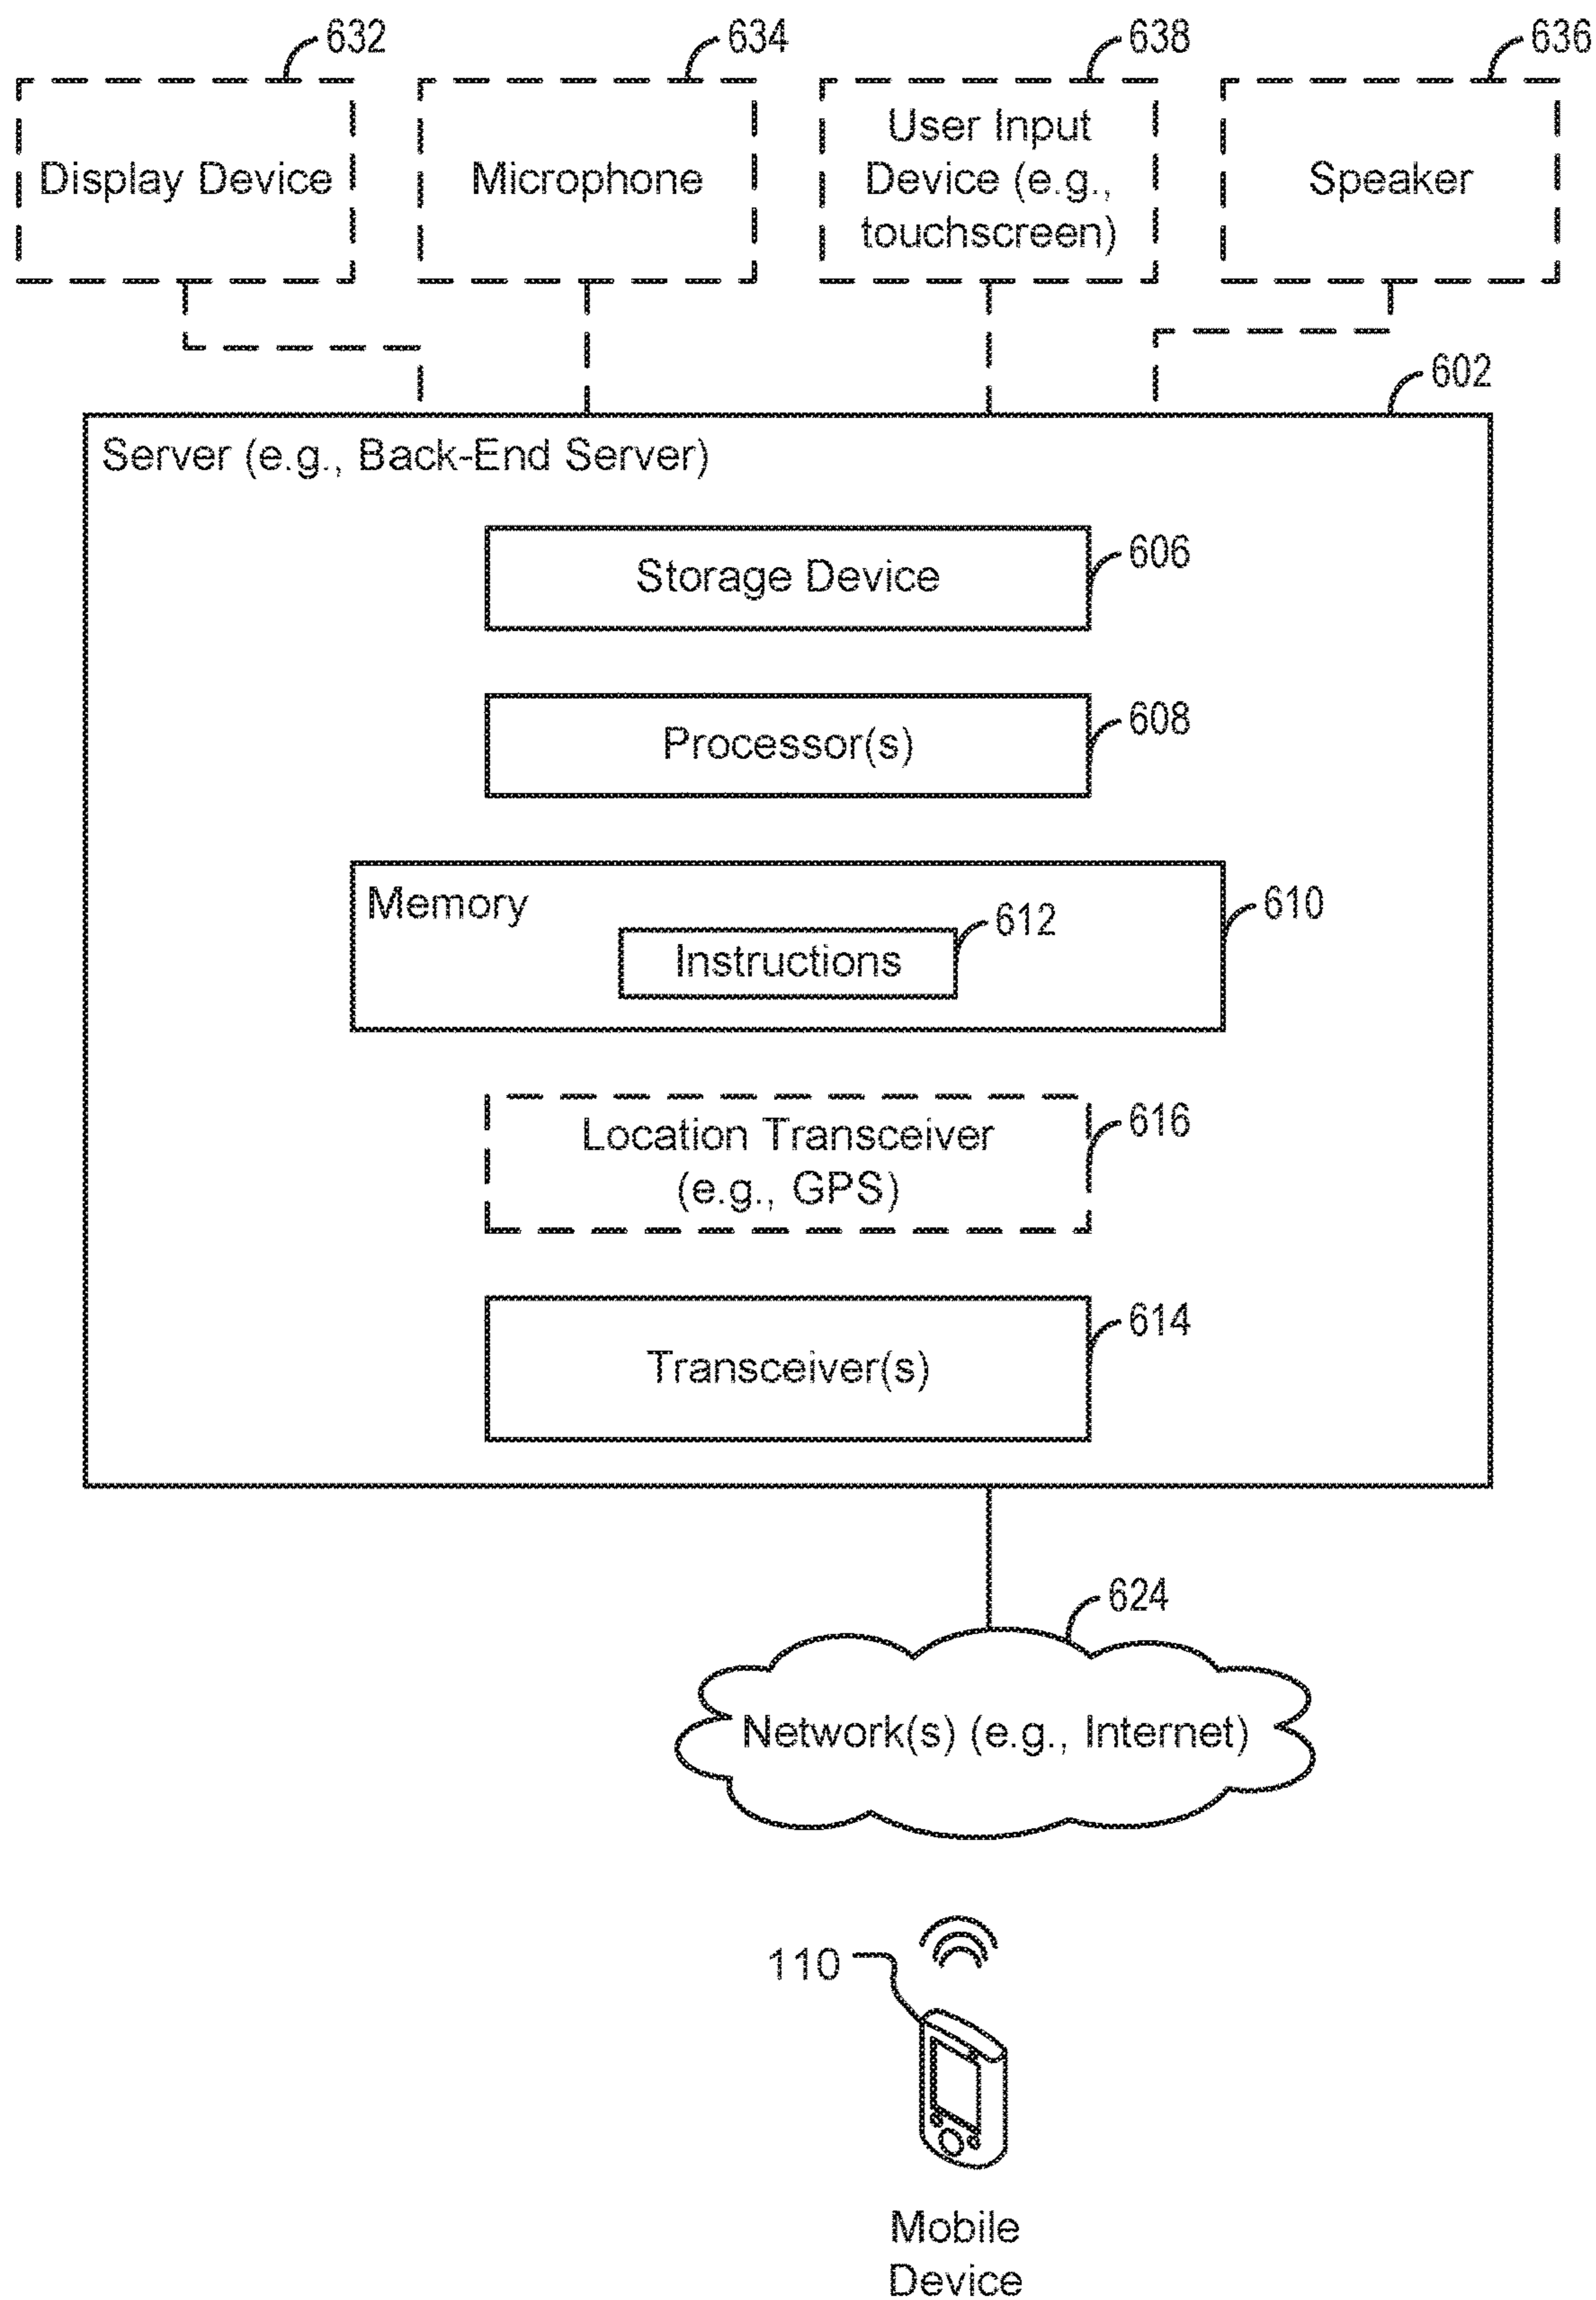 632
634
638
636
Display Device
Microphone
User Input
Device (e.g.,
touchscreen)
Speaker
602
Server (e.g., Back-End Server)
Storage Device
606
Processor(s)
608
Memory
610
Instructions
612
Location Transceiver
(e.g., GPS)
616
Transceiver(s)
614
624
Network(s) (e.g., Internet)
110
Mobile
Device